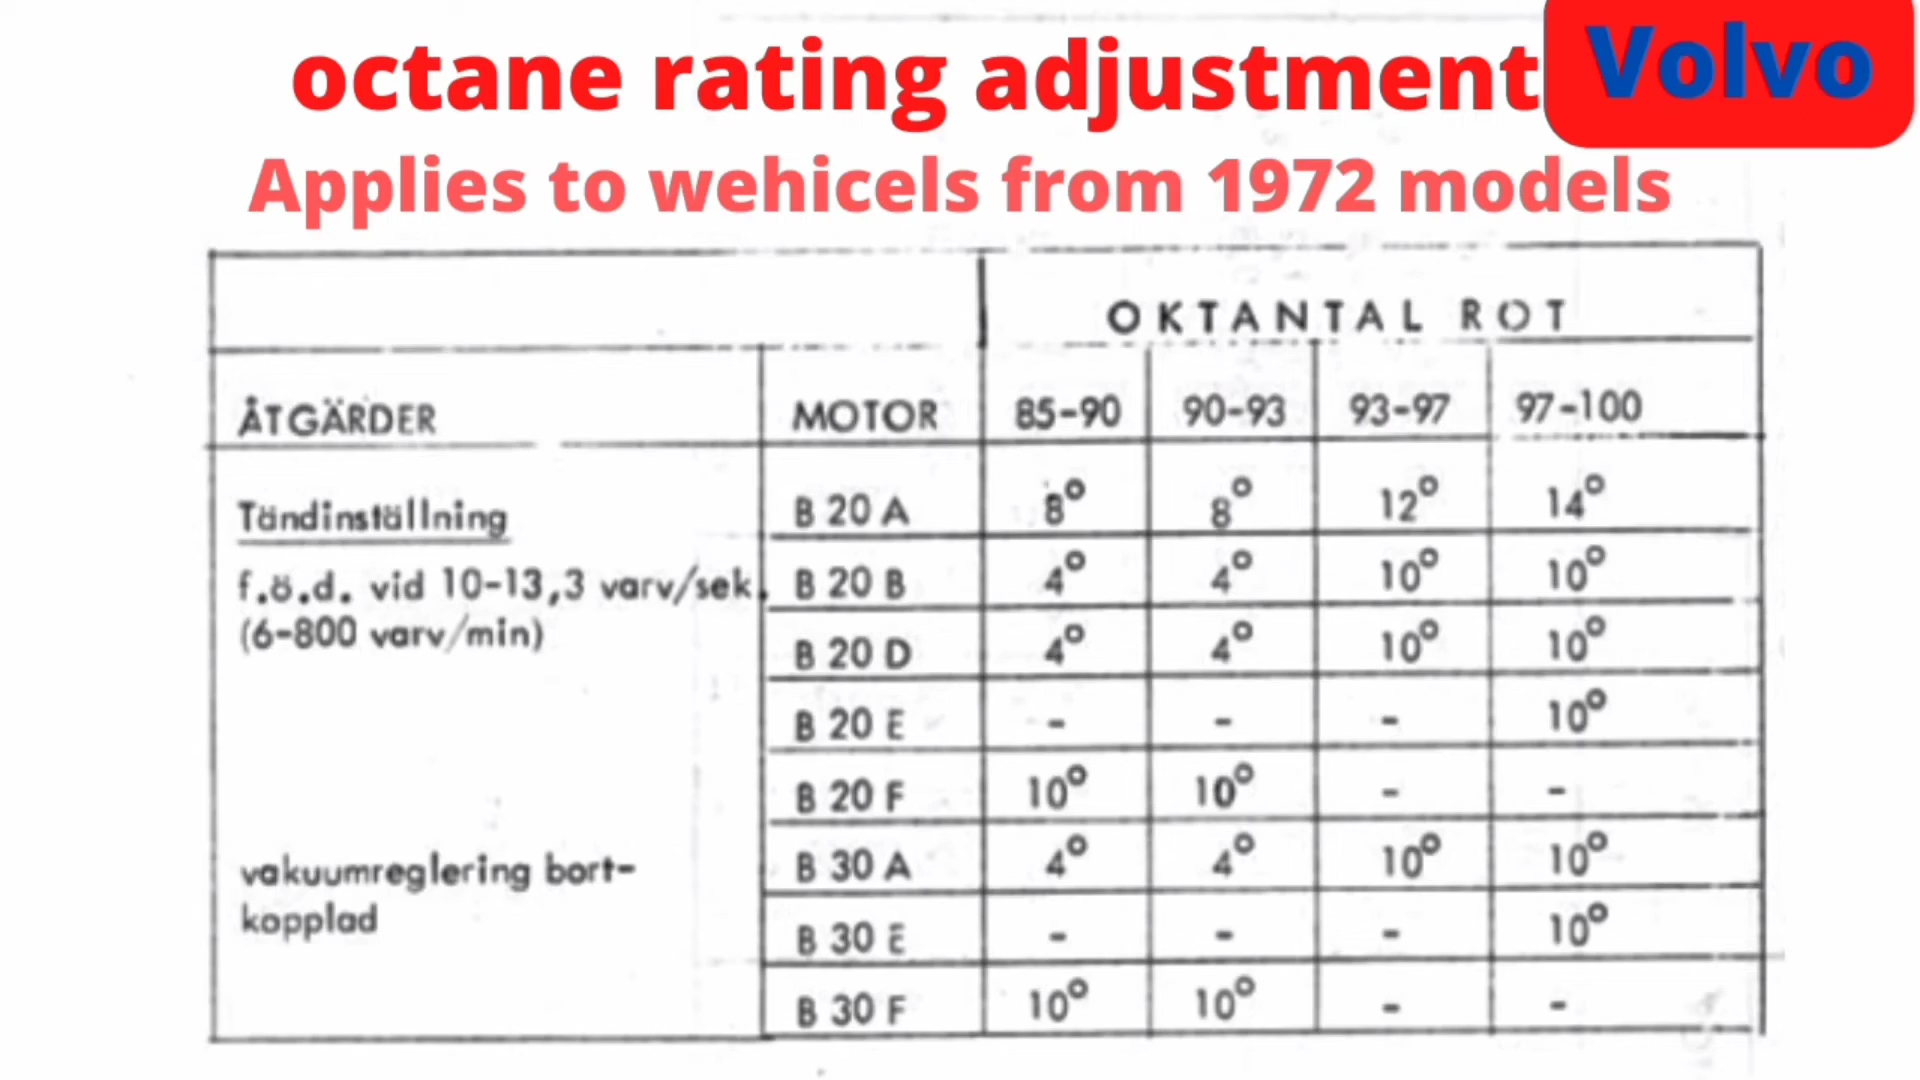 octane rating adjustment Volvo
Applies to wehicels from 1972 models
OKTANTAL ROT
ÅTGÄRDER MOTOR 85-90 90-93 93-97 97-100
Tändinställning B 20 A 8° 8° 12° 14°
f.ö.d. vid 10-13,3 varv/sek. B 20 B 4° 4° 10° 10°
(6-800 varv/min) B 20 D 4° 4° 10° 10°
B 20 E - - - 10°
B 20 F 10° 10° - -
vakuumreglering bort- B 30 A 4° 4° 10° 10°
kopplad B 30 E - - - 10°
B 30 F 10° 10° - -